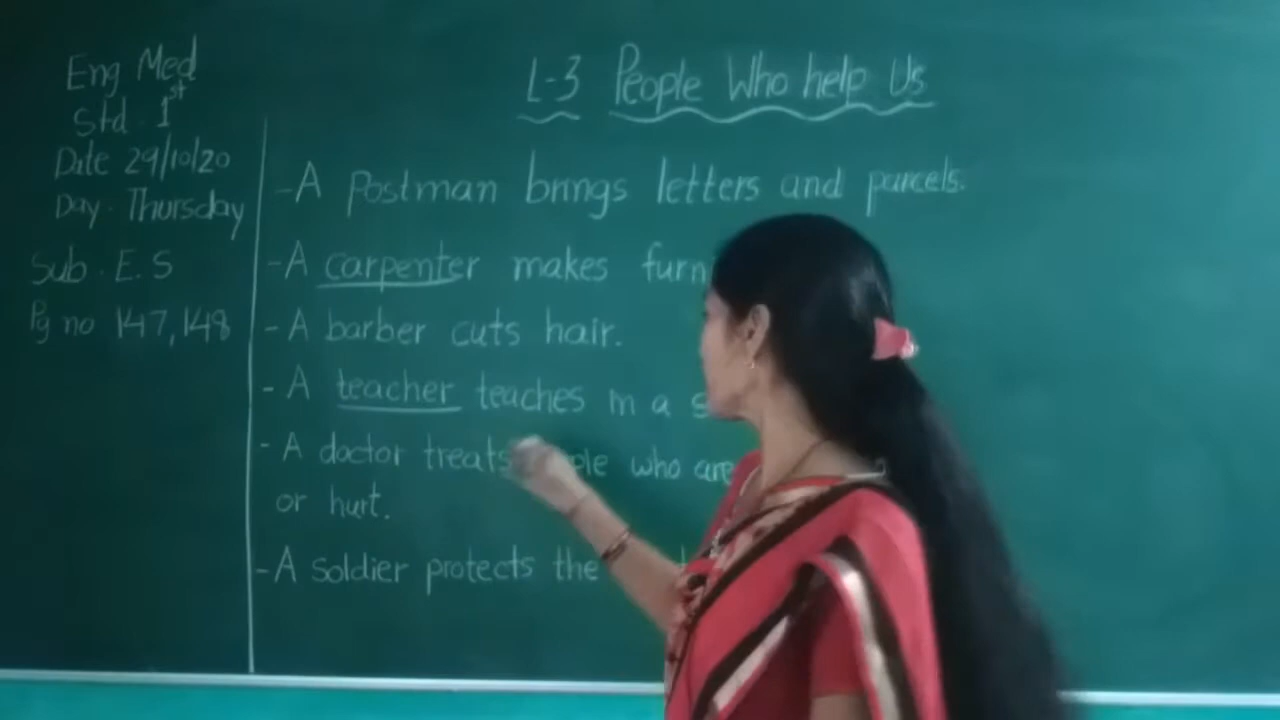 Eng Med
Std. 1st
Date 29/10/20
Day. Thursday
Sub. E.S
Pg no 147,148
L-3 People Who help Us
-A Postman brings letters and parcels.
-A carpenter makes
-A barber cuts hair.
-A teacher teaches in a
-A doctor treats who are
or hurt.
-A soldier protects the